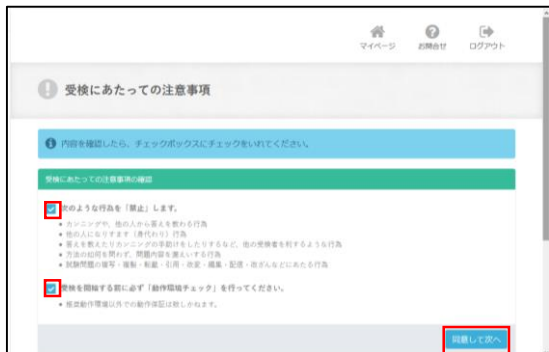 マイページ
お問合せ
ログアウト
受検にあたっての注意事項
内容を確認したら、チェックボックスにチェックをいれてください。
受検にあたっての注意事項の確認
次のような行為を「禁止」します。
カンニングや、他の人から答えを教わる行為
他の人になりすます（身代わり）行為
答えを教えたりカンニングの手助けをしたりするなど、他の受検者を利するような行為
方法の如何を問わず、問題内容を漏えいする行為
試験問題の複写・複製・転載・引用・改変・編集・配信・改ざんなどにあたる行為
受検を開始する前に必ず「動作環境チェック」を行ってください。
推奨動作環境以外での動作保証は致しかねます。
同意して次へ